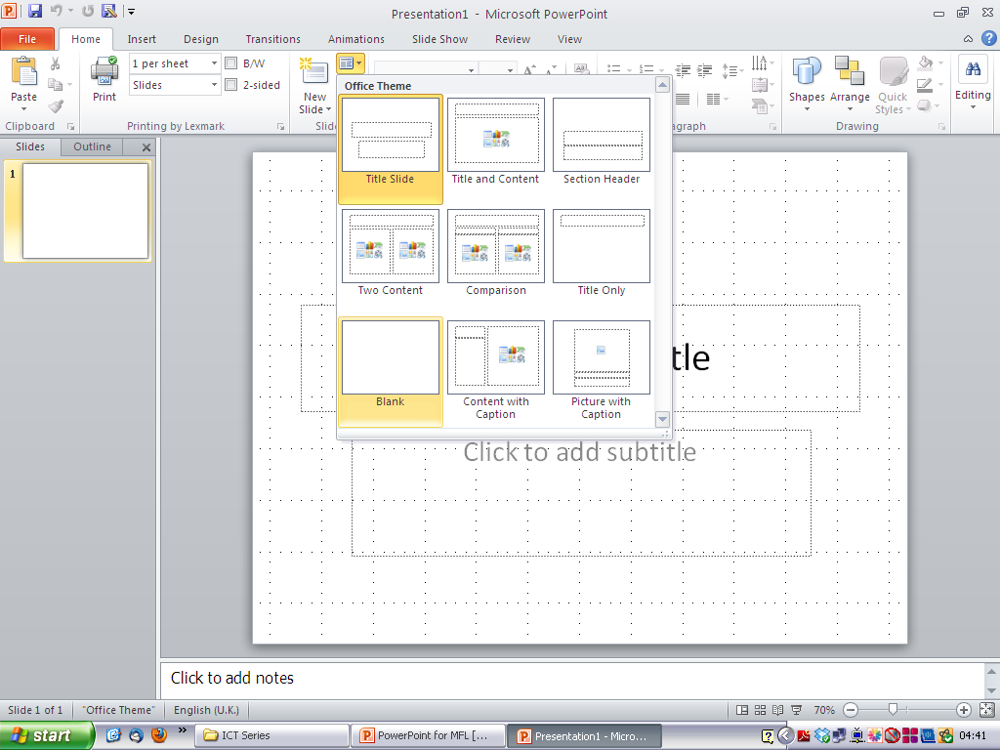 Presentation1 - Microsoft PowerPoint
File Home Insert Design Transitions Animations Slide Show Review View
Paste
Clipboard
Print
1 per sheet
Slides
B/W
2-sided
Printing by Lexmark
New
Slide
Shapes Arrange Quick
Styles
Drawing
Editing
Slides Outline
1
Office Theme
Title Slide
Title and Content
Section Header
Two Content
Comparison
Title Only
Blank
Content with
Caption
Picture with
Caption
Click to add subtitle
Click to add notes
Slide 1 of 1
"Office Theme"
English (U.K.)
70%
start
ICT Series
PowerPoint for MFL [...
Presentation1 - Micro...
04:41